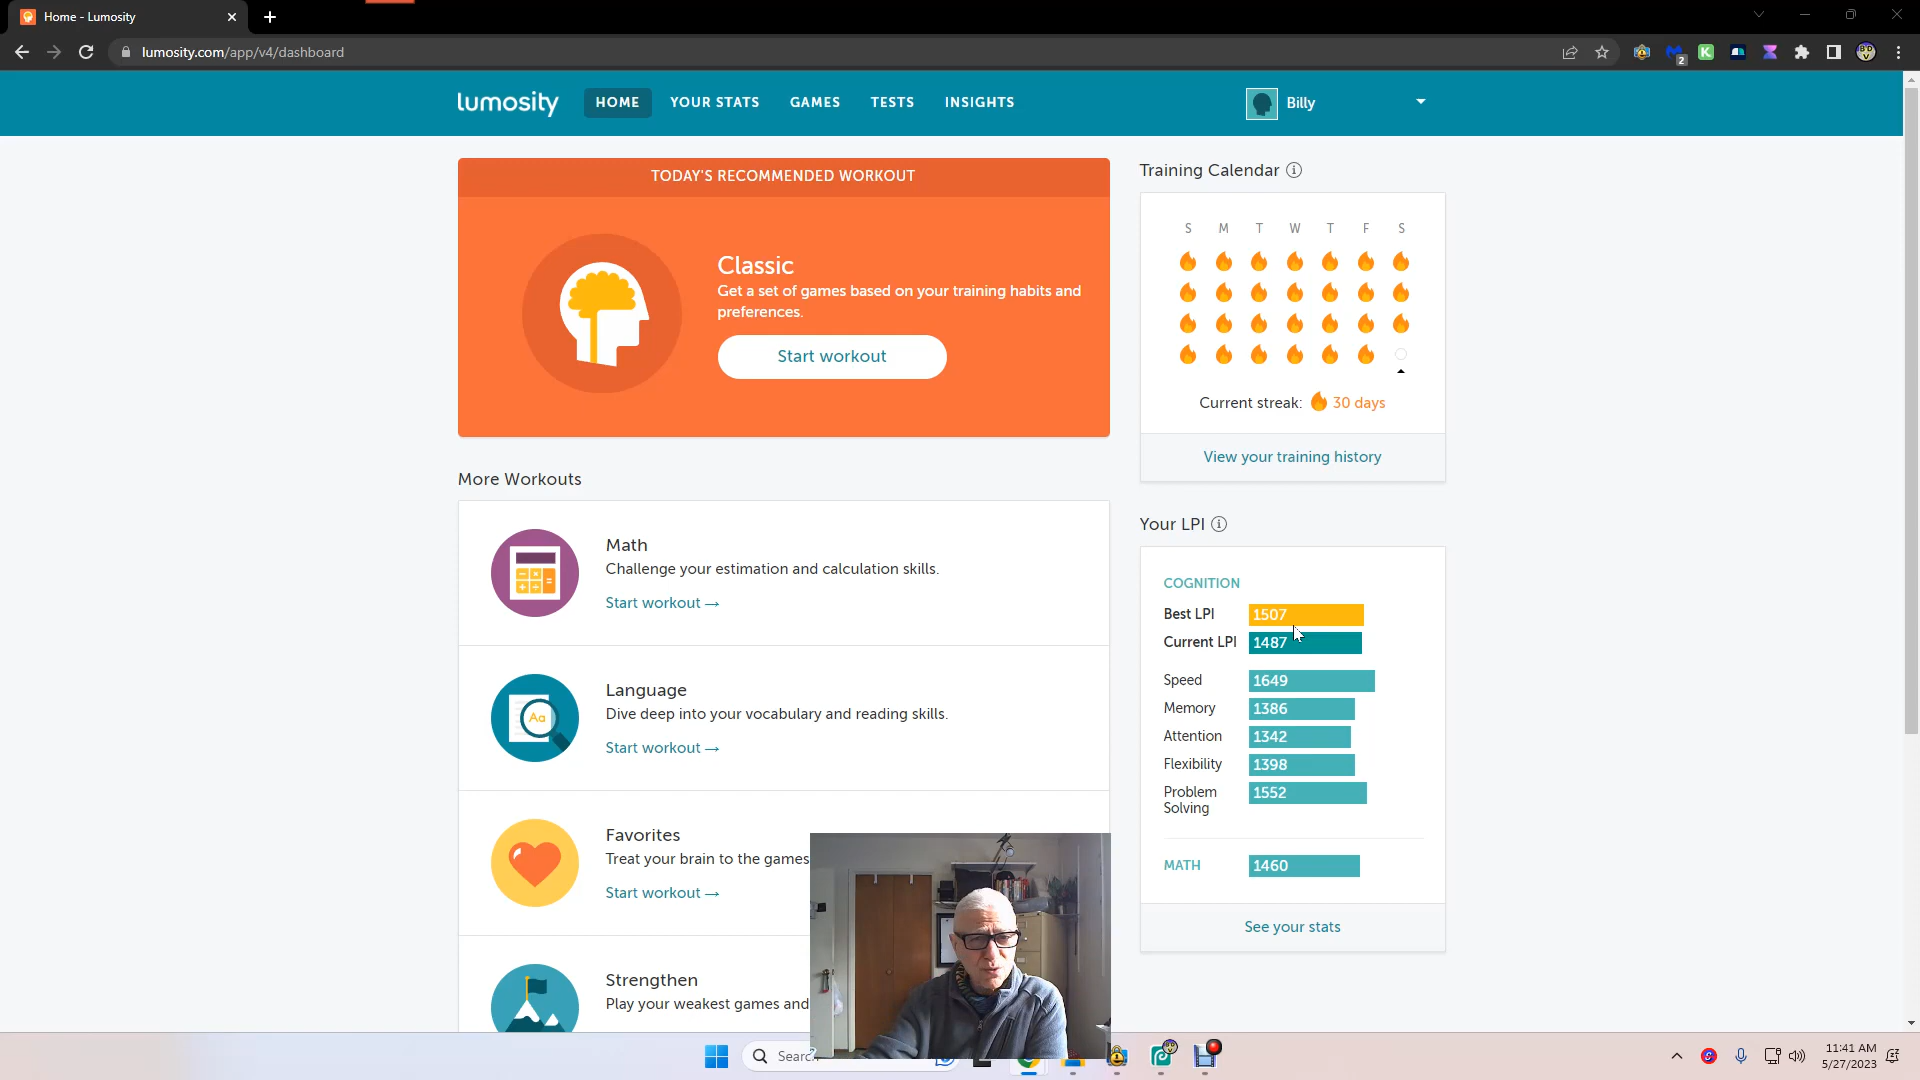 Home - Lumosity
lumosity.com/app/v4/dashboard
2
lumosity
HOME
YOUR STATS
GAMES
TESTS
INSIGHTS
Billy
TODAY'S RECOMMENDED WORKOUT
Classic
Get a set of games based on your training habits and
preferences.
Start workout
Training Calendar
S M T W T F S
Current streak: 30 days
View your training history
More Workouts
Math
Challenge your estimation and calculation skills.
Start workout →
Language
Dive deep into your vocabulary and reading skills.
Start workout →
Aa
Favorites
Treat your brain to the games
Start workout →
Strengthen
Play your weakest games and
Your LPI
COGNITION
Best LPI 1507
Current LPI 1487
Speed 1649
Memory 1386
Attention 1342
Flexibility 1398
Problem
Solving 1552
MATH 1460
See your stats
11:41 AM
5/27/2023